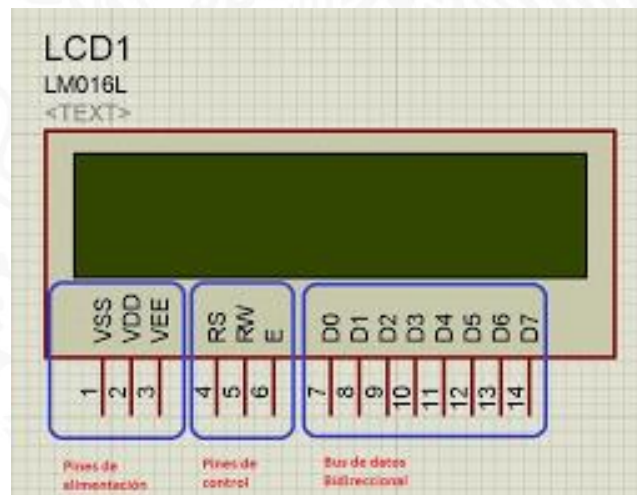 LCD1
LM016L
<TEXT>
VSS VDD VEE RS RW E D0 D1 D2 D3 D4 D5 D6 D7
1 2 3 4 5 6 7 8 9 10 11 12 13 14
Pines de Pines de Bus de datos
alimentación control Bidireccional